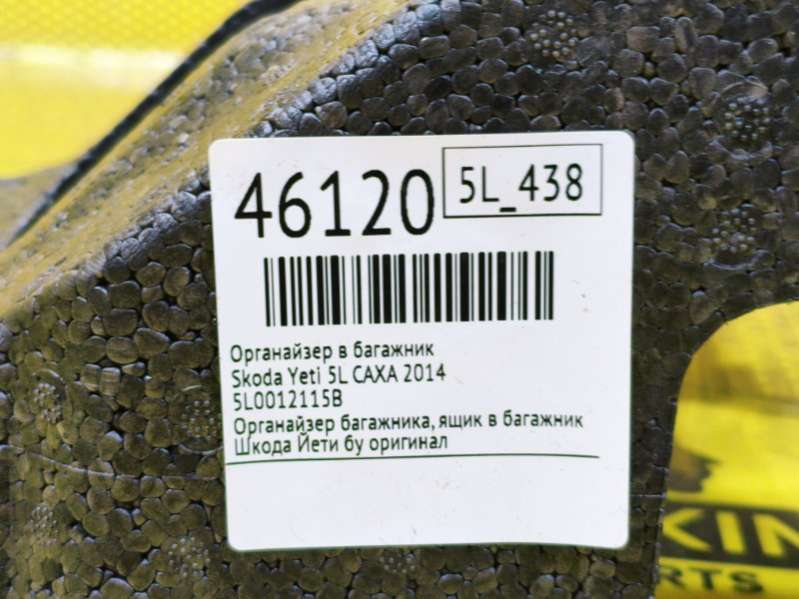 46120
5L_438
Органайзер в багажник
Skoda Yeti 5L CAXA 2014
5L0012115B
Органайзер багажника, ящик в багажник
Шкода Йети бу оригинал